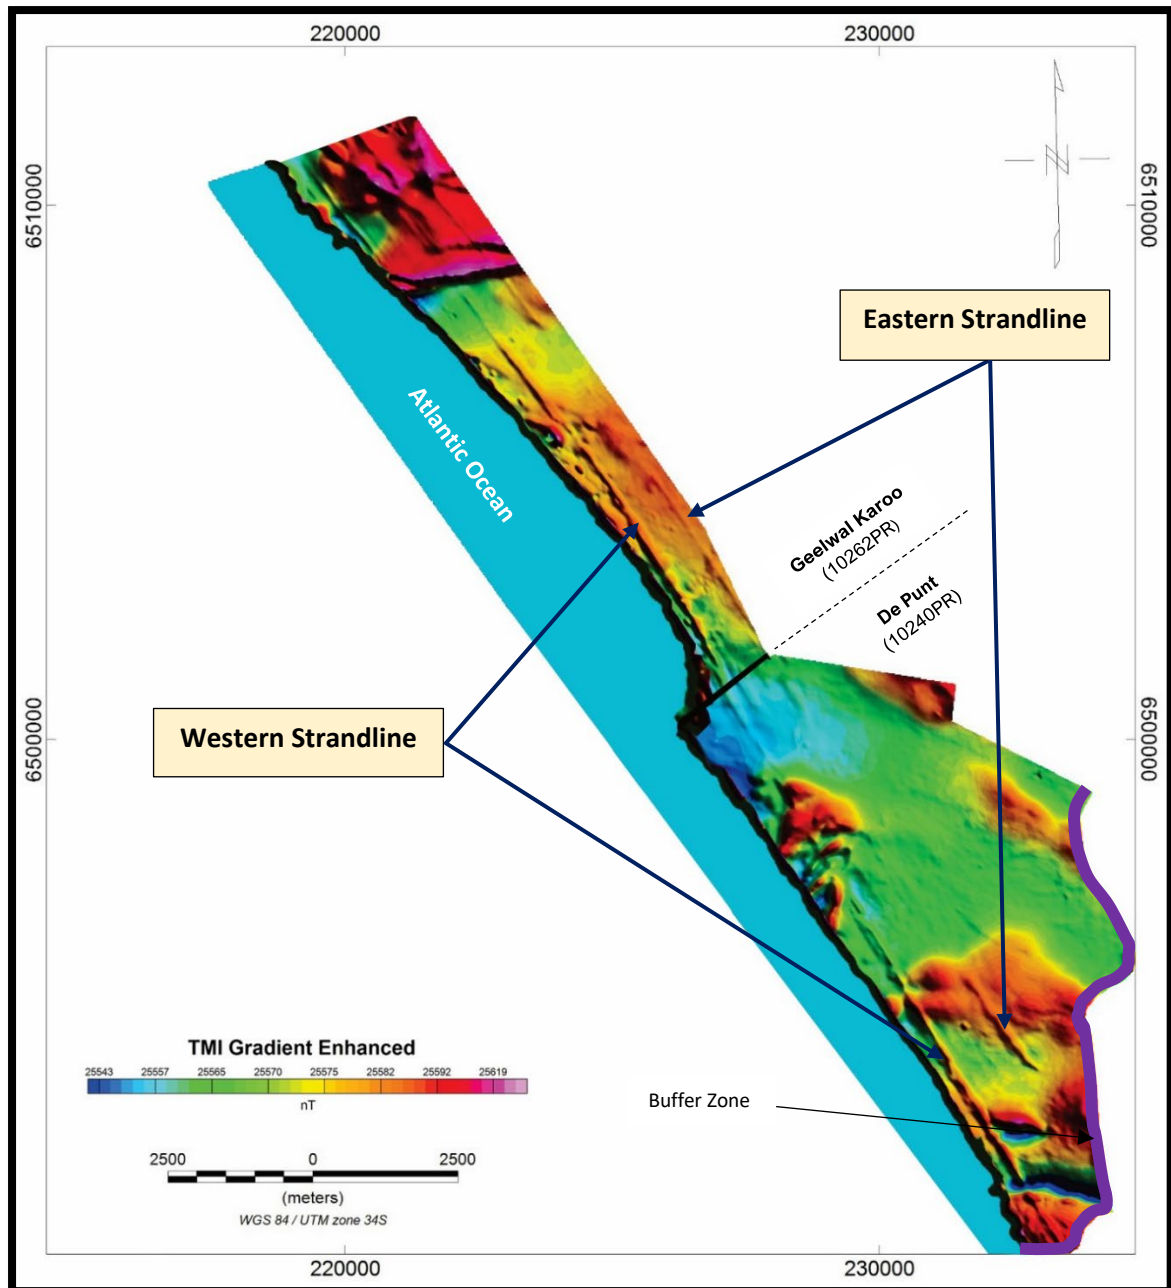 220000 230000
6510000 6510000
Eastern Strandline
Atlantic Ocean
Geelwal Karoo
(10262PR)
De Punt
(10240PR)
Western Strandline
6500000 6500000
TMI Gradient Enhanced
25543 25557 25565 25570 25575 25582 25592 25619
nT
Buffer Zone
2500 0 2500
(meters)
WGS 84 / UTM zone 34S
220000 230000
N